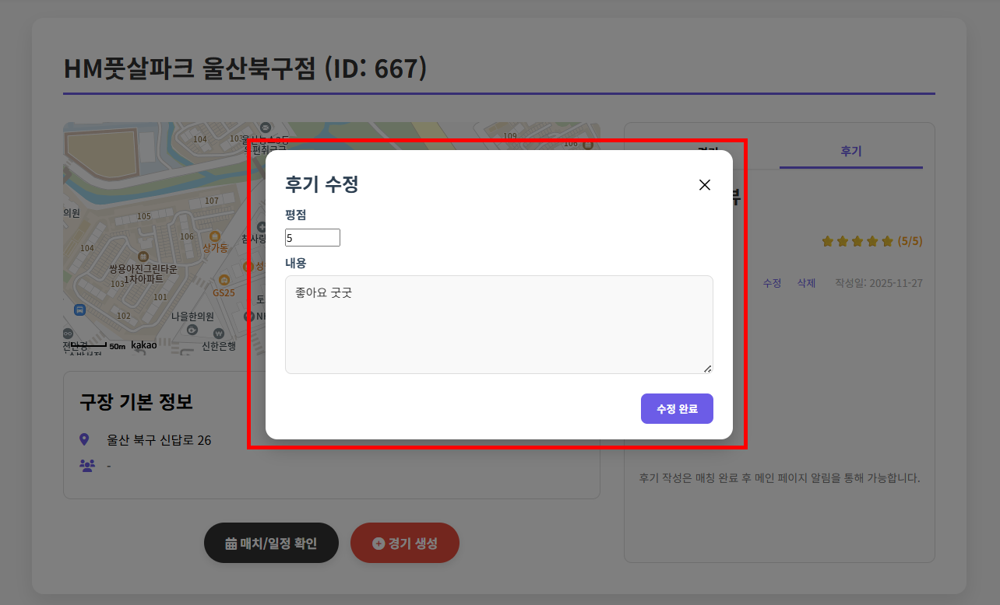 HM풋살파크 울산북구점 (ID: 667)
104
109
106
후기
후기 수정
평점
5
내용
좋아요 굿굿
수정 완료
107
의원
105
106
상가동
104
쌍용아진그린타운
1차아파트
103
GS25
101
102
나을한의원
신한은행
50m
kakao
(5/5)
수정
삭제
작성일: 2025-11-27
구장 기본 정보
울산 북구 신답로 26
-
후기 작성은 매칭 완료 후 메인 페이지 알림을 통해 가능합니다.
매치/일정 확인
경기 생성